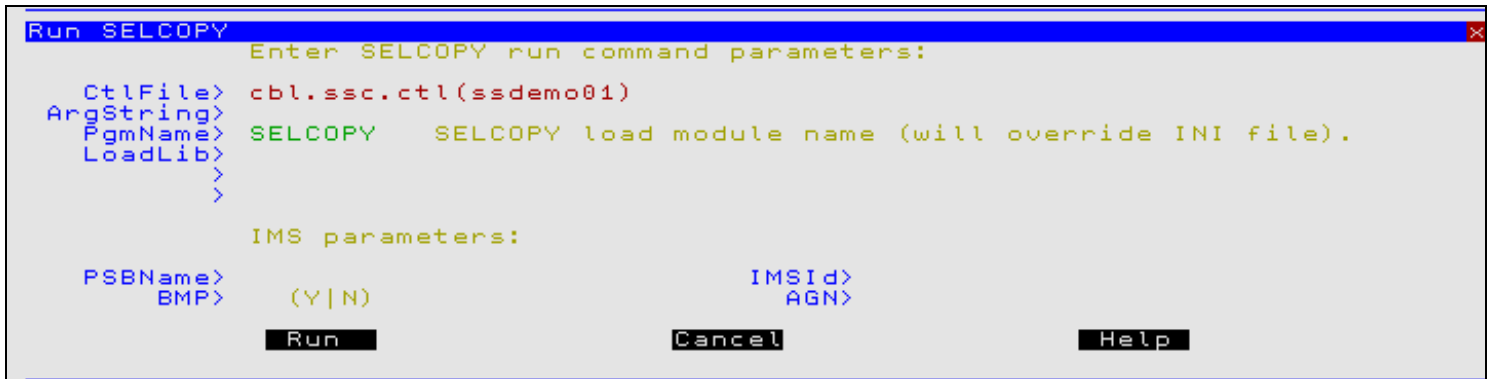 Run SELCOPY
Enter SELCOPY run command parameters:
CtlFile> cbl.ssc.ctl(ssdemo01)
ArgString>
PgmName> SELCOPY SELCOPY load module name (will override INI file).
LoadLib>
>
>
IMS parameters:
PSBName> IMSId>
BMP> (Y|N) AGN>
Run Cancel Help